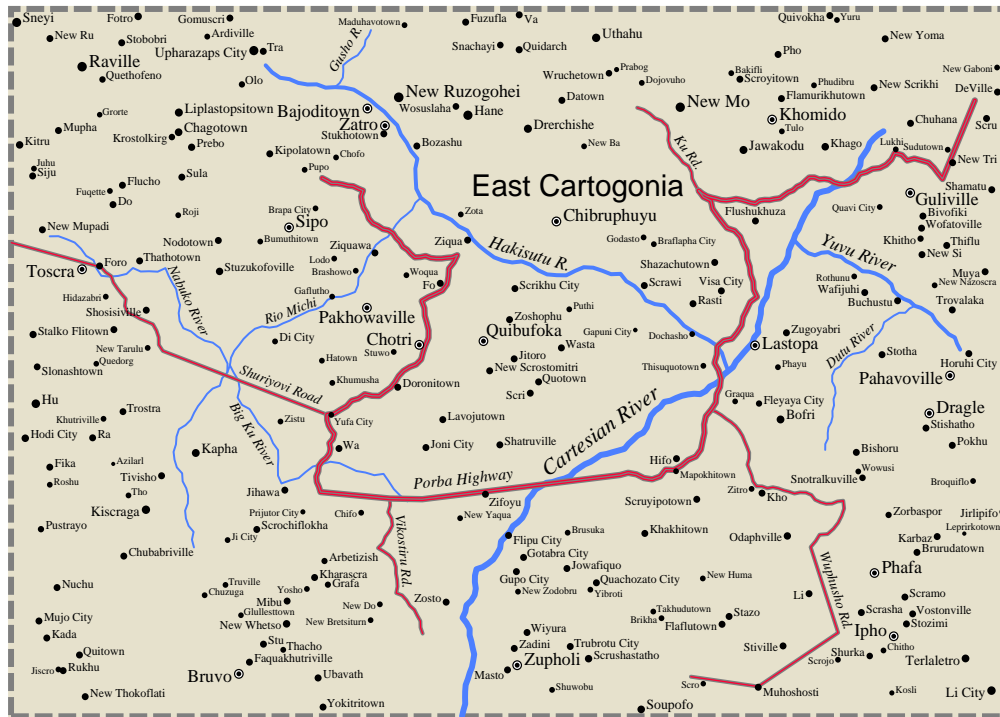 Sneyi
Fotro
Gomuscri
Maduhavotown
Fuzufla
Va
Quivokha
Yuru
New Ru
Stobobri
Ardiville
Gusho R.
Uthahu
New Yoma
Upharazaps City
Tra
Snachayi
Quidarch
Pho
Raville
Quethofeno
Olo
Wruchetown
Prabog
Dojovuho
Bakifli
Scroyitown
Phudibru
New Scrikhi
New Gaboni
DeVille
Grorte
Liplastopsitown
Bajoditown
New Ruzogohei
Wosuslaha
Hane
Datown
New Mo
Flamurikhutown
Khomido
Mupha
Krostolkirg
Chagotown
Zatro
Stukhotown
Drerchishe
Tulo
Chuhana
Scru
Kitru
Prebo
Kipolatown
Chofo
Bozashu
New Ba
Ku Rd.
Jawakodu
Khago
Lukhi
Sudutown
Juhu
Siju
Pupo
New Tri
Fuqette
Flucho
Sula
East Cartogonia
Shamatu
Do
Roji
Brapa City
Sipo
Zota
Chibruphuyu
Flushukhuza
Quavi City
Guliville
Bivofiki
New Mupadi
Nodotown
Bumuthitown
Ziquawa
Ziqua
Hakisutu R.
Godasto
Braflapha City
Yuvu River
Wofatoville
Khitho
Thiflu
Toscra
Foro
Thathotown
Stuzukofoville
Lodo
Brashowo
Woqua
Fo
Shazachutown
New Si
Nabuko River
Scrikhu City
Scrawi
Visa City
Rothunu
Wafijuhi
Muya
New Nazoscra
Hidazabri
Shosisiville
Rio Michi
Gaflutho
Pakhowaville
Puthi
Rasti
Buchustu
Trovalaka
Stalko Flitown
Di City
Zoshophu
Gapuni City
Dochasho
Zugoyabri
New Tarulu
Quedorg
Hatown
Stuwo
Chotri
Quibufoka
Wasta
Lastopa
Dutu River
Stotha
Horuhi City
Slonashtown
Shuriyovi Road
Khumusha
Doronitown
Jitoro
New Scrostomitri
Quotown
Thisuquotown
Phayu
Pahavoville
Hu
Scri
Graqua
Fleyaya City
Trostra
Khutriville
Big Ku River
Zistu
Yufa City
Lavojutown
Cartesian River
Bofri
Dragle
Stishatho
Hodi City
Ra
Kapha
Wa
Joni City
Shatruville
Bishoru
Pokhu
Fika
Azilarl
Tivisho
Hifo
Mapokhitown
Wowusi
Roshu
Tho
Jihawa
Porba Highway
Zifoyu
Zitro
Kho
Snotralkuville
Broquiflo
Kiscraga
Prijutor City
Chifo
Vikostiru Rd.
New Yaqua
Scruyipotown
Zorbaspor
Jirlipifo
Pustrayo
Scrochiflokha
Ji City
Flipu City
Brusuka
Khakhitown
Odaphville
Wuphusho Rd.
Leprirkotown
Karbaz
Brurudatown
Chubabriville
Arbetizish
Gotabra City
Jowafiquo
Nuchu
Truville
Kharascra
Grafa
Gupo City
Quachozato City
New Huma
Phafa
Chuzuga
Yosho
New Zodobru
Yibroti
Li
Scramo
Mujo City
Mibu
Glullesttown
New Do
Zosto
Takhudutown
Scrasha
Vostonville
New Whetso
New Bretsiturn
Brikha
Flaflutown
Stazo
Stozimi
Kada
Wiyura
Ipho
Quitown
Stu
Thacho
Zadini
Trubrotu City
Stiville
Chitho
Faquakhutriville
Zupholi
Scrushastatho
Scrojo
Shurka
Terlaletro
Jiscro
Rukhu
Bruvo
Ubavath
Masto
Shuwobu
Scro
Muhoshosti
New Thokoflati
Kosli
Li City
Yokitritown
Soupofo